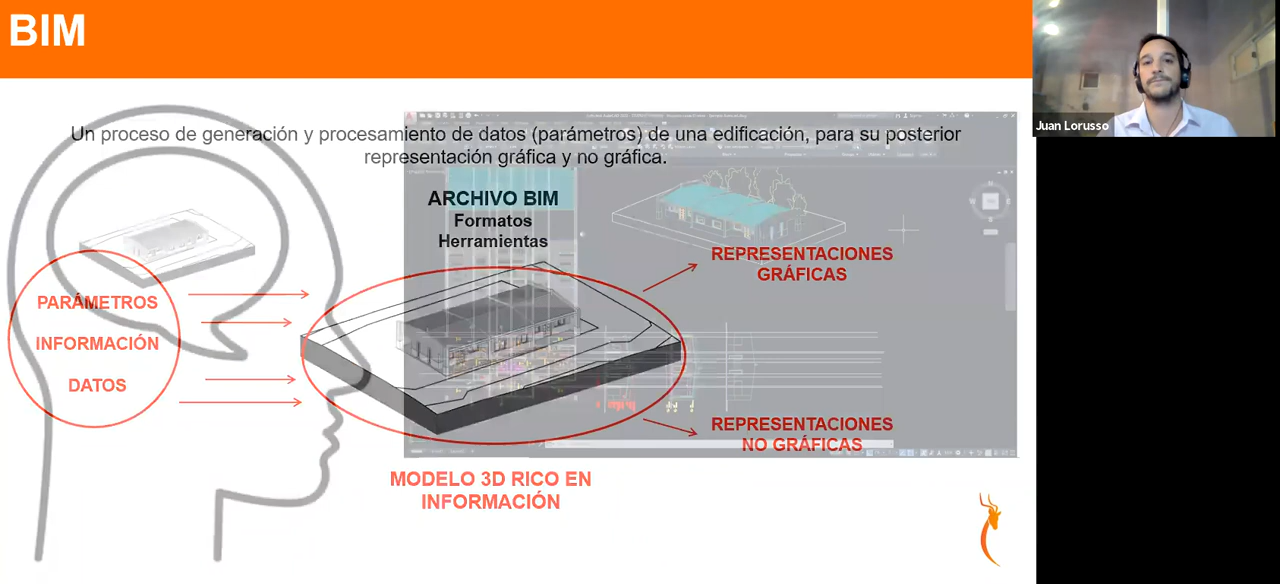 BIM
Juan Lorusso
Un proceso de generación y procesamiento de datos (parámetros) de una edificación, para su posterior
representación gráfica y no gráfica.
ARCHIVO BIM
Formatos
Herramientas
REPRESENTACIONES
GRÁFICAS
PARÁMETROS
INFORMACIÓN
DATOS
REPRESENTACIONES
NO GRÁFICAS
MODELO 3D RICO EN
INFORMACIÓN